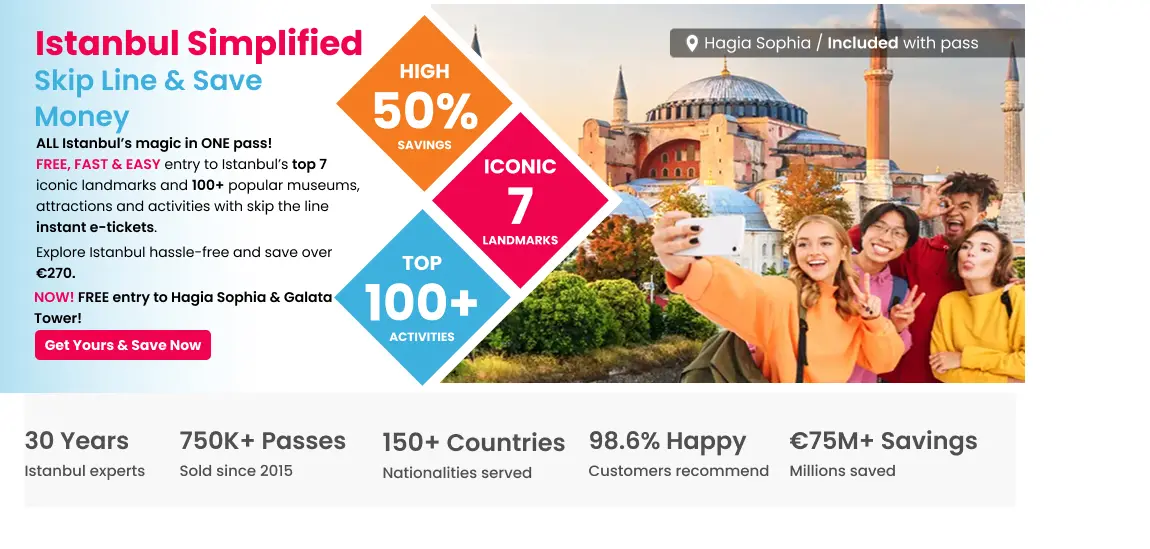 Istanbul Simplified
Skip Line & Save
Money
ALL Istanbul's magic in ONE pass!
FREE, FAST & EASY entry to Istanbul's top 7
iconic landmarks and 100+ popular museums,
attractions and activities with skip the line
instant e-tickets.
Explore Istanbul hassle-free and save over
€270.
NOW! FREE entry to Hagia Sophia & Galata
Tower!
Get Yours & Save Now
HIGH
50%
SAVINGS
ICONIC
7
LANDMARKS
TOP
100+
ACTIVITIES
Hagia Sophia / Included with pass
30 Years
Istanbul experts
750K+ Passes
Sold since 2015
150+ Countries
Nationalities served
98.6% Happy
Customers recommend
€75M+ Savings
Millions saved